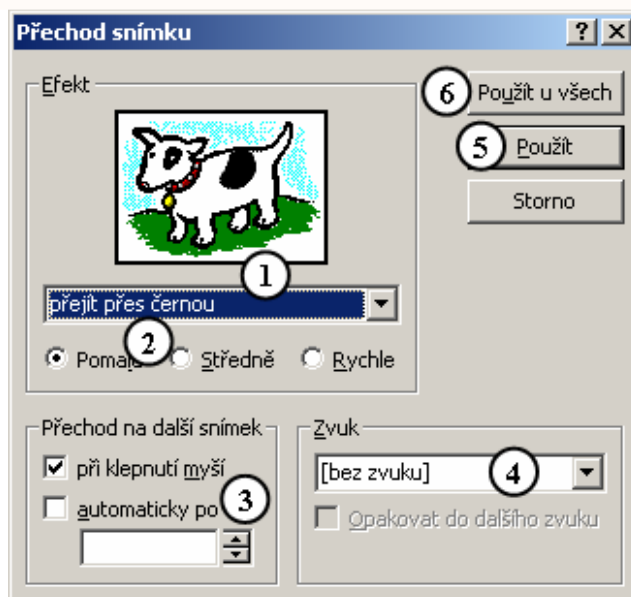 Přechod snímku
Efekt
6 Použít u všech
5 Použít
Storno
1
přejít přes černou
2
Pomalu Středně Rychle
Přechod na další snímek
při klepnutí myší
automaticky po 3
Zvuk
[bez zvuku] 4
Opakovat do dalšího zvuku